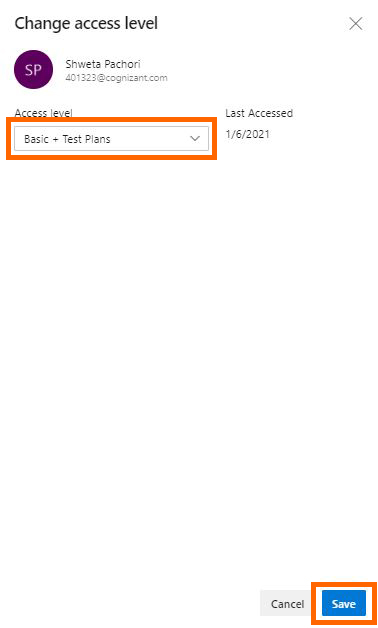 Change access level
SP
Shweta Pachori
401323@cognizant.com
Access level
Last Accessed
Basic + Test Plans
1/6/2021
Cancel
Save